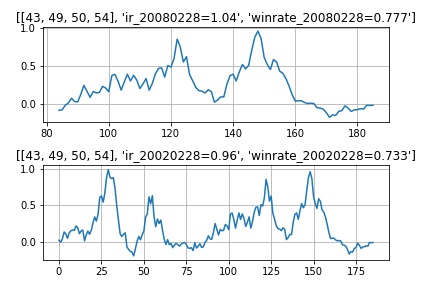 [[43, 49, 50, 54], 'ir_20080228=1.04', 'winrate_20080228=0.777']
1.0
0.5
0.0
80 100 120 140 160 180
[[43, 49, 50, 54], 'ir_20020228=0.96', 'winrate_20020228=0.733']
1.0
0.5
0.0
0 25 50 75 100 125 150 175